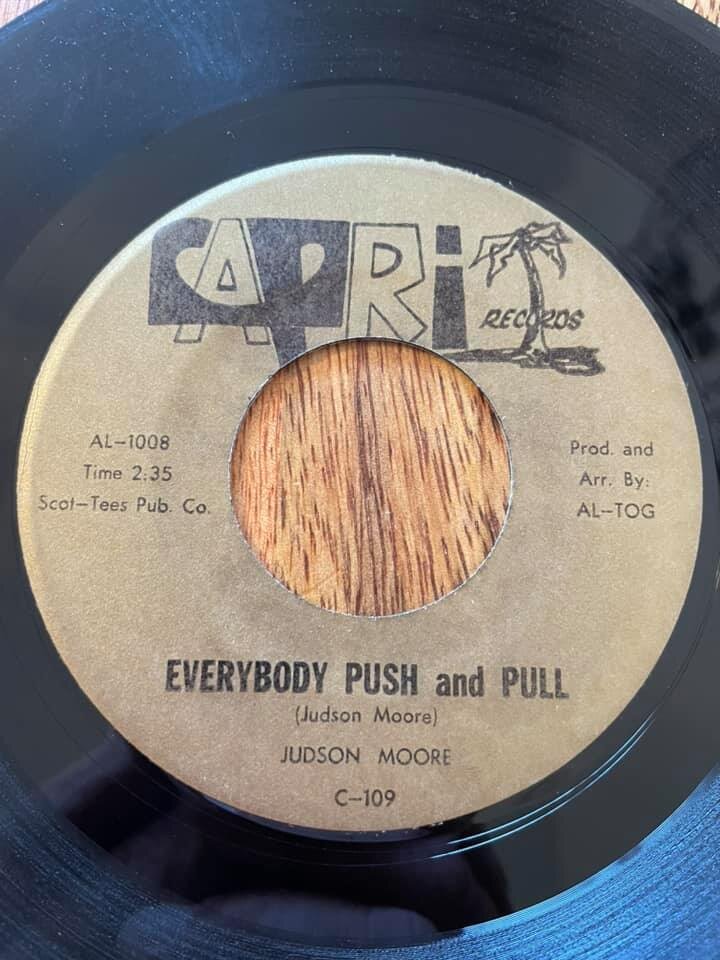 CAPRI
RECORDS
AL-1008
Time 2:35
Scot-Tees Pub. Co.
Prod. and
Arr. By:
AL-TOG
EVERYBODY PUSH and PULL
(Judson Moore)
JUDSON MOORE
C-109